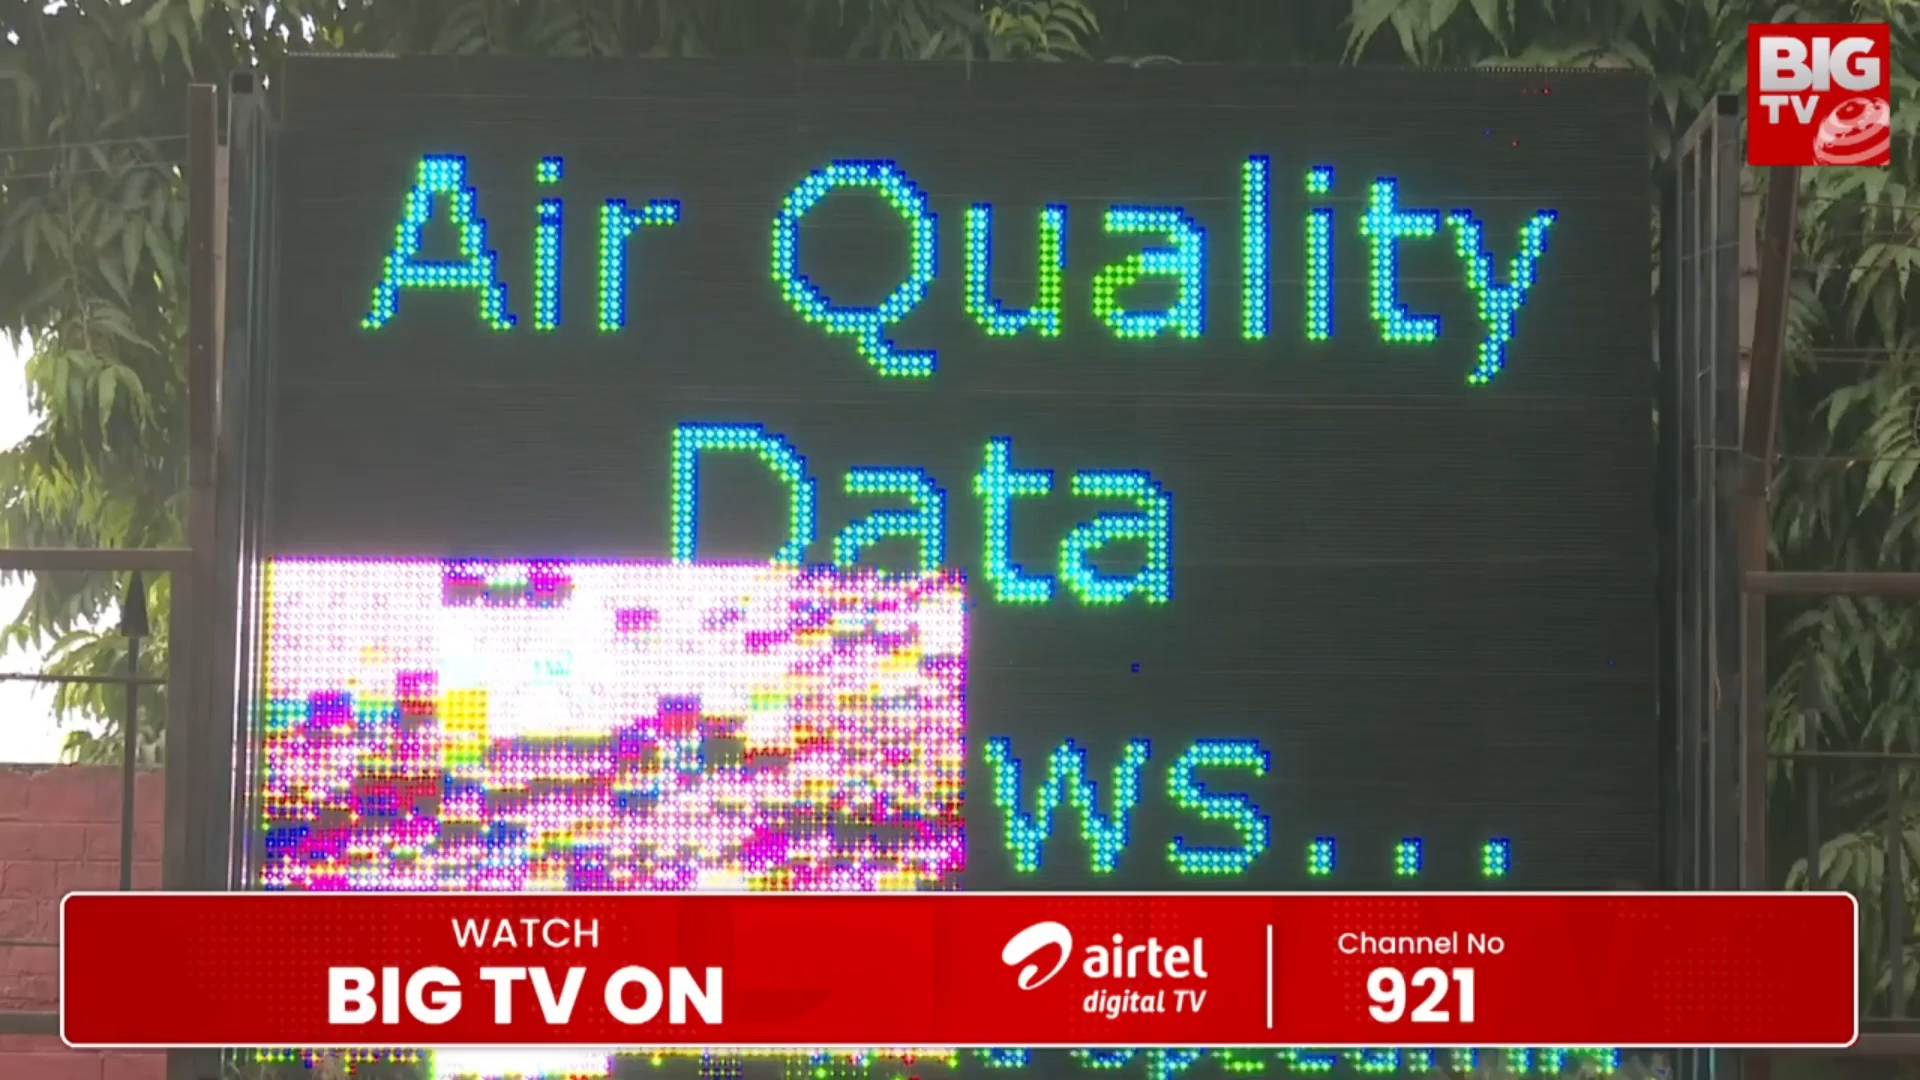 BIG
TV
Air Quality
Data
ws...
WATCH
BIG TV ON
airtel
digital TV
Channel No
921